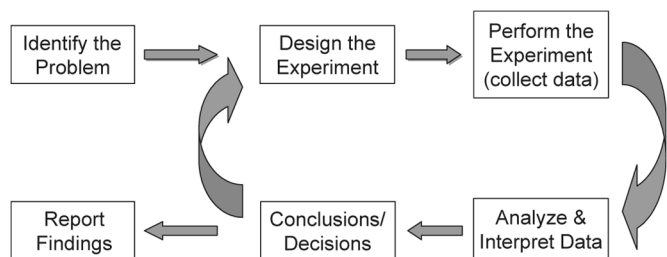 Identify the
Problem
Design the
Experiment
Perform the
Experiment
(collect data)
Report
Findings
Conclusions/
Decisions
Analyze &
Interpret Data